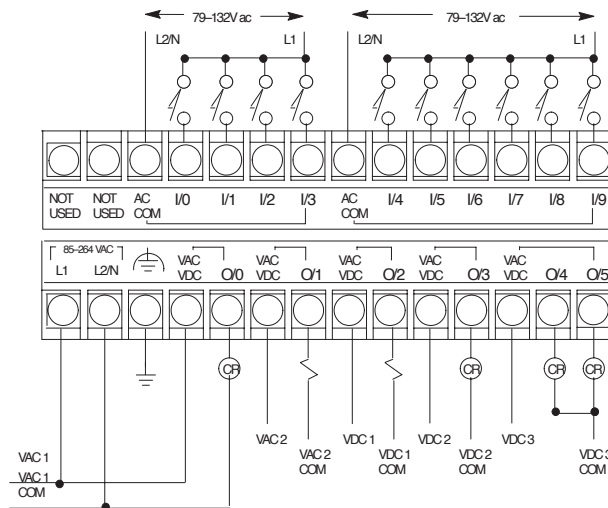 79–132V ac 79–132V ac
L2/N L1 L2/N L1
NOT USED NOT USED AC COM I/0 I/1 I/2 I/3 AC COM I/4 I/5 I/6 I/7 I/8 I/9
85–264 VAC
L1 L2/N VAC VDC O/0 VAC VDC O/1 VAC VDC O/2 VAC VDC O/3 VAC VDC O/4 O/5
CR CR CR CR
VAC 2 VAC 2 COM VDC 1 VDC 1 COM VDC 2 VDC 2 COM VDC 3 VDC 3 COM
VAC 1
VAC 1 COM